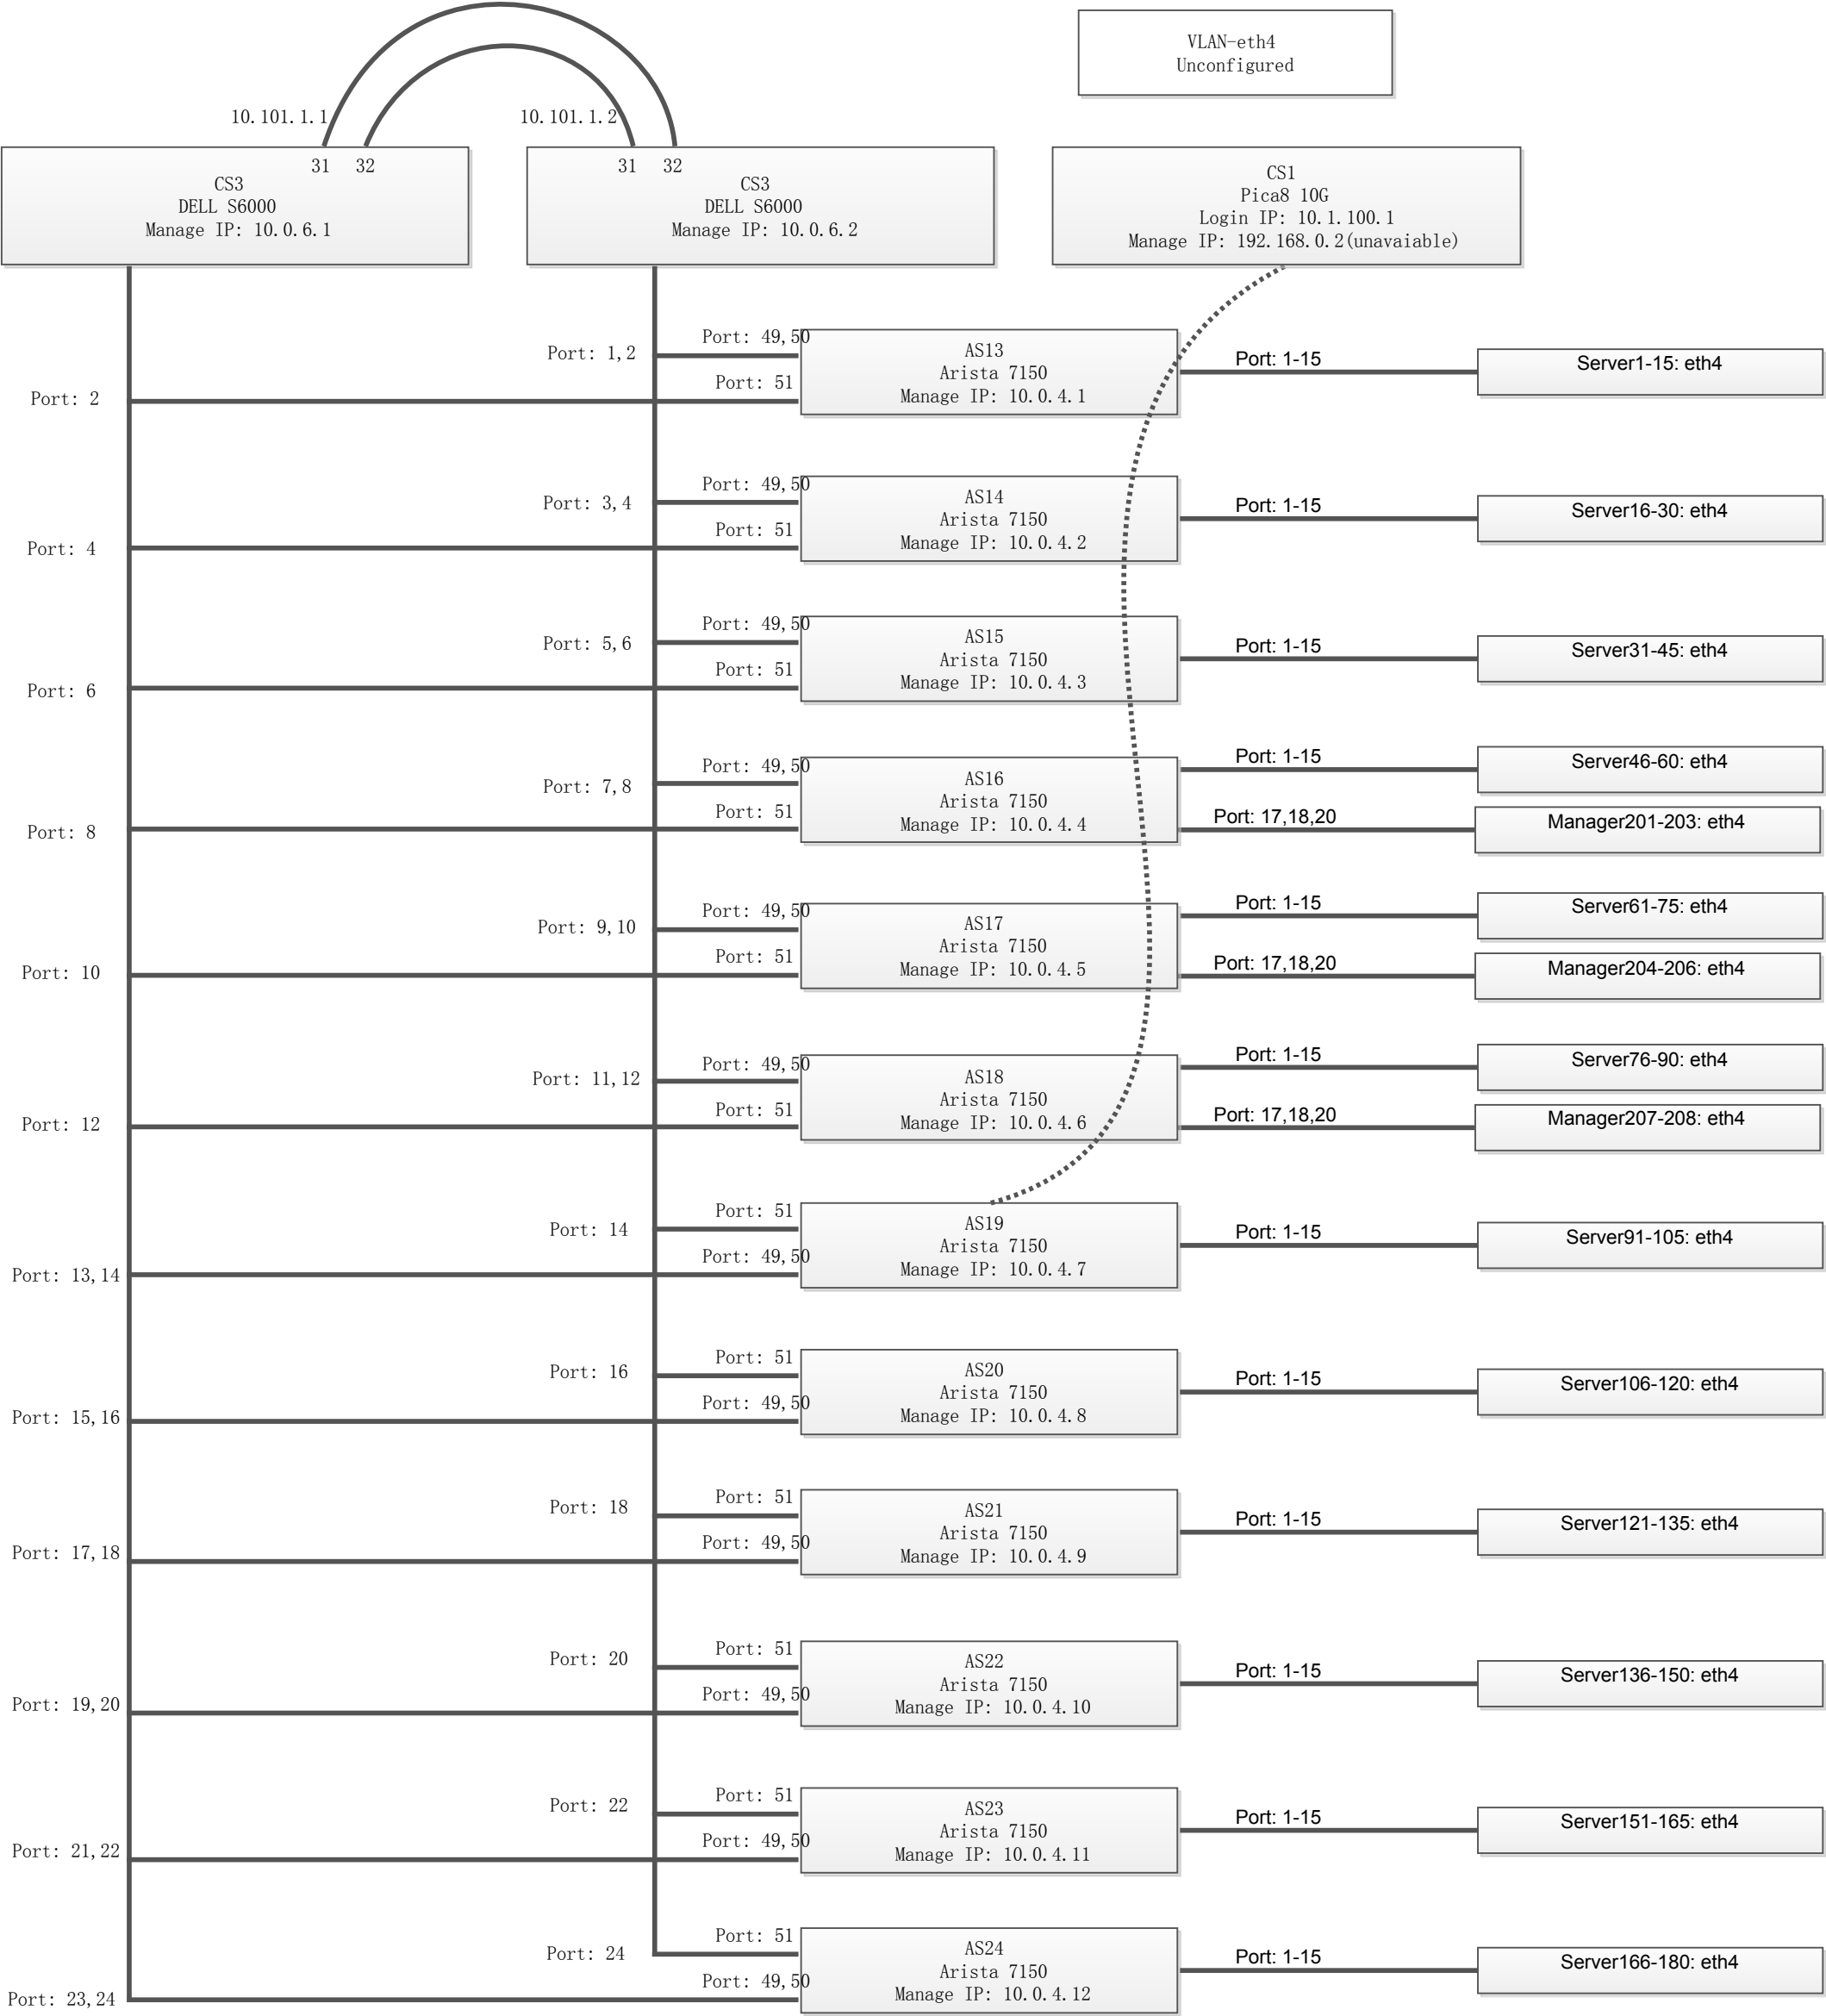 VLAN-eth4
Unconfigured
10.101.1.1
10.101.1.2
31 32
CS3
DELL S6000
Manage IP: 10.0.6.1
31 32
CS3
DELL S6000
Manage IP: 10.0.6.2
CS1
Pica8 10G
Login IP: 10.1.100.1
Manage IP: 192.168.0.2(unavaiable)
Port: 2
Port: 1,2
Port: 49,50
Port: 51
AS13
Arista 7150
Manage IP: 10.0.4.1
Port: 1-15
Server1-15: eth4
Port: 4
Port: 3,4
Port: 49,50
Port: 51
AS14
Arista 7150
Manage IP: 10.0.4.2
Port: 1-15
Server16-30: eth4
Port: 6
Port: 5,6
Port: 49,50
Port: 51
AS15
Arista 7150
Manage IP: 10.0.4.3
Port: 1-15
Server31-45: eth4
Port: 8
Port: 7,8
Port: 49,50
Port: 51
AS16
Arista 7150
Manage IP: 10.0.4.4
Port: 1-15
Server46-60: eth4
Port: 17,18,20
Manager201-203: eth4
Port: 10
Port: 9,10
Port: 49,50
Port: 51
AS17
Arista 7150
Manage IP: 10.0.4.5
Port: 1-15
Server61-75: eth4
Port: 17,18,20
Manager204-206: eth4
Port: 12
Port: 11,12
Port: 49,50
Port: 51
AS18
Arista 7150
Manage IP: 10.0.4.6
Port: 1-15
Server76-90: eth4
Port: 17,18,20
Manager207-208: eth4
Port: 13,14
Port: 14
Port: 51
Port: 49,50
AS19
Arista 7150
Manage IP: 10.0.4.7
Port: 1-15
Server91-105: eth4
Port: 15,16
Port: 16
Port: 51
Port: 49,50
AS20
Arista 7150
Manage IP: 10.0.4.8
Port: 1-15
Server106-120: eth4
Port: 17,18
Port: 18
Port: 51
Port: 49,50
AS21
Arista 7150
Manage IP: 10.0.4.9
Port: 1-15
Server121-135: eth4
Port: 19,20
Port: 20
Port: 51
Port: 49,50
AS22
Arista 7150
Manage IP: 10.0.4.10
Port: 1-15
Server136-150: eth4
Port: 21,22
Port: 22
Port: 51
Port: 49,50
AS23
Arista 7150
Manage IP: 10.0.4.11
Port: 1-15
Server151-165: eth4
Port: 23,24
Port: 24
Port: 51
Port: 49,50
AS24
Arista 7150
Manage IP: 10.0.4.12
Port: 1-15
Server166-180: eth4